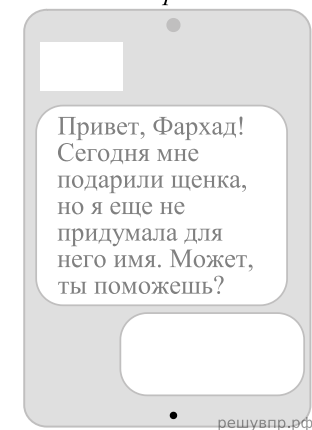 Привет, Фархад!
Сегодня мне
подарили щенка,
но я еще не
придумала для
него имя. Может,
ты поможешь?
решувпр.рф